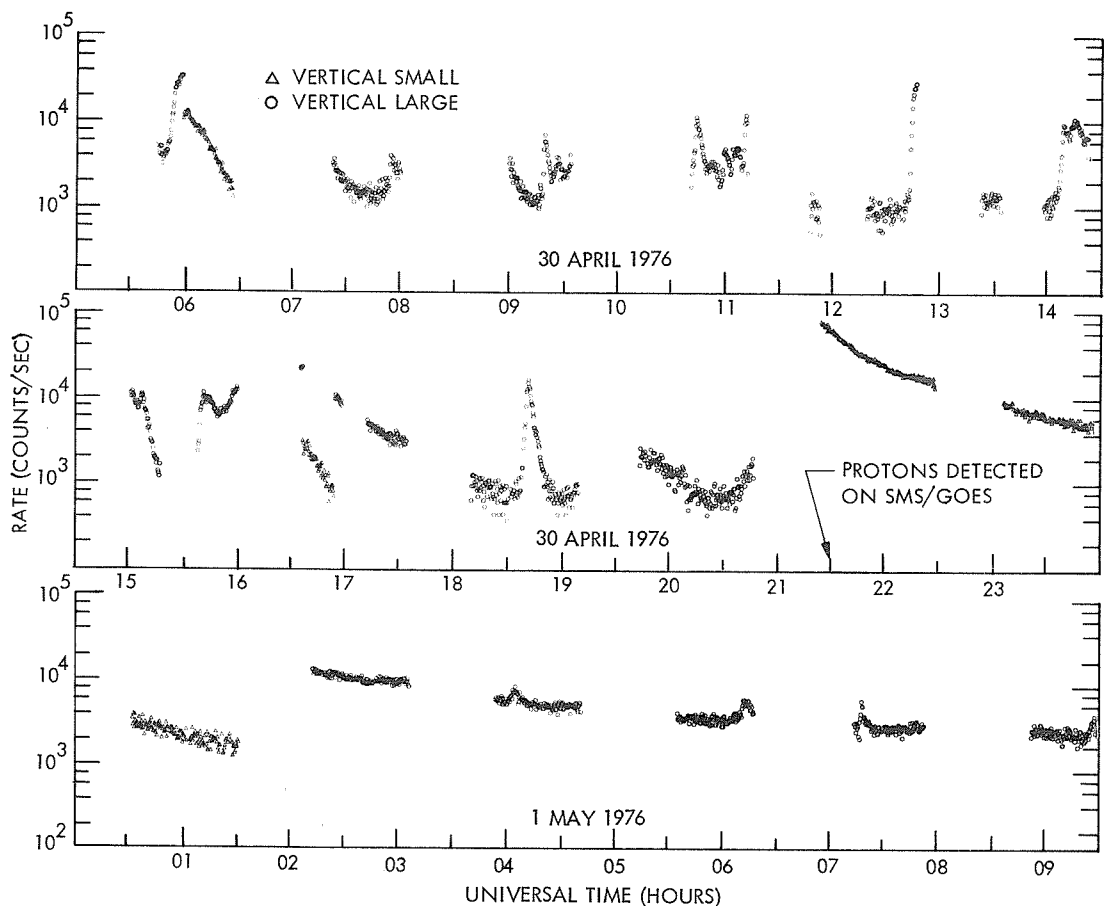 10^5
10^4
10^3
△ VERTICAL SMALL
○ VERTICAL LARGE
30 APRIL 1976
06 07 08 09 10 11 12 13 14
RATE (COUNTS/SEC)
10^5
10^4
10^3
PROTONS DETECTED
ON SMS/GOES
30 APRIL 1976
15 16 17 18 19 20 21 22 23
10^5
10^4
10^3
10^2
1 MAY 1976
01 02 03 04 05 06 07 08 09
UNIVERSAL TIME (HOURS)